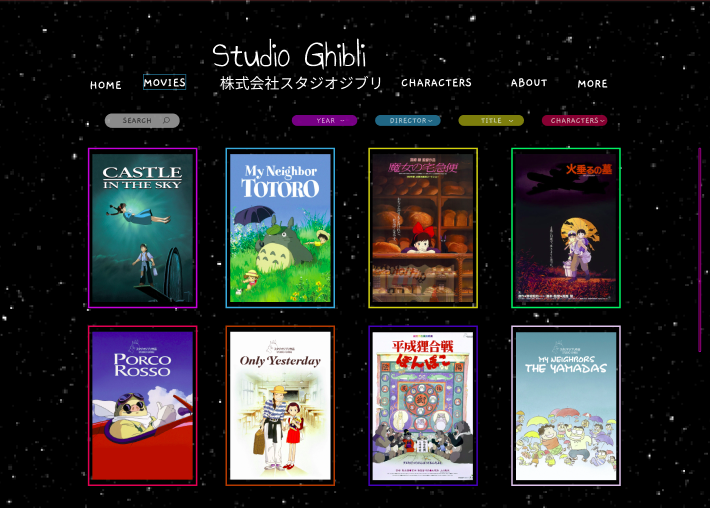 Studio Ghibli
株式会社スタジオジブリ
HOME
MOVIES
CHARACTERS
ABOUT
MORE
SEARCH
YEAR
DIRECTOR
TITLE
CHARACTERS
CASTLE
IN THE SKY
My Neighbor
TOTORO
魔女の宅急便
火垂るの墓
PORCO
ROSSO
Only Yesterday
平成狸合戦
ぽんぽこ
MY NEIGHBORS
THE YAMADAS